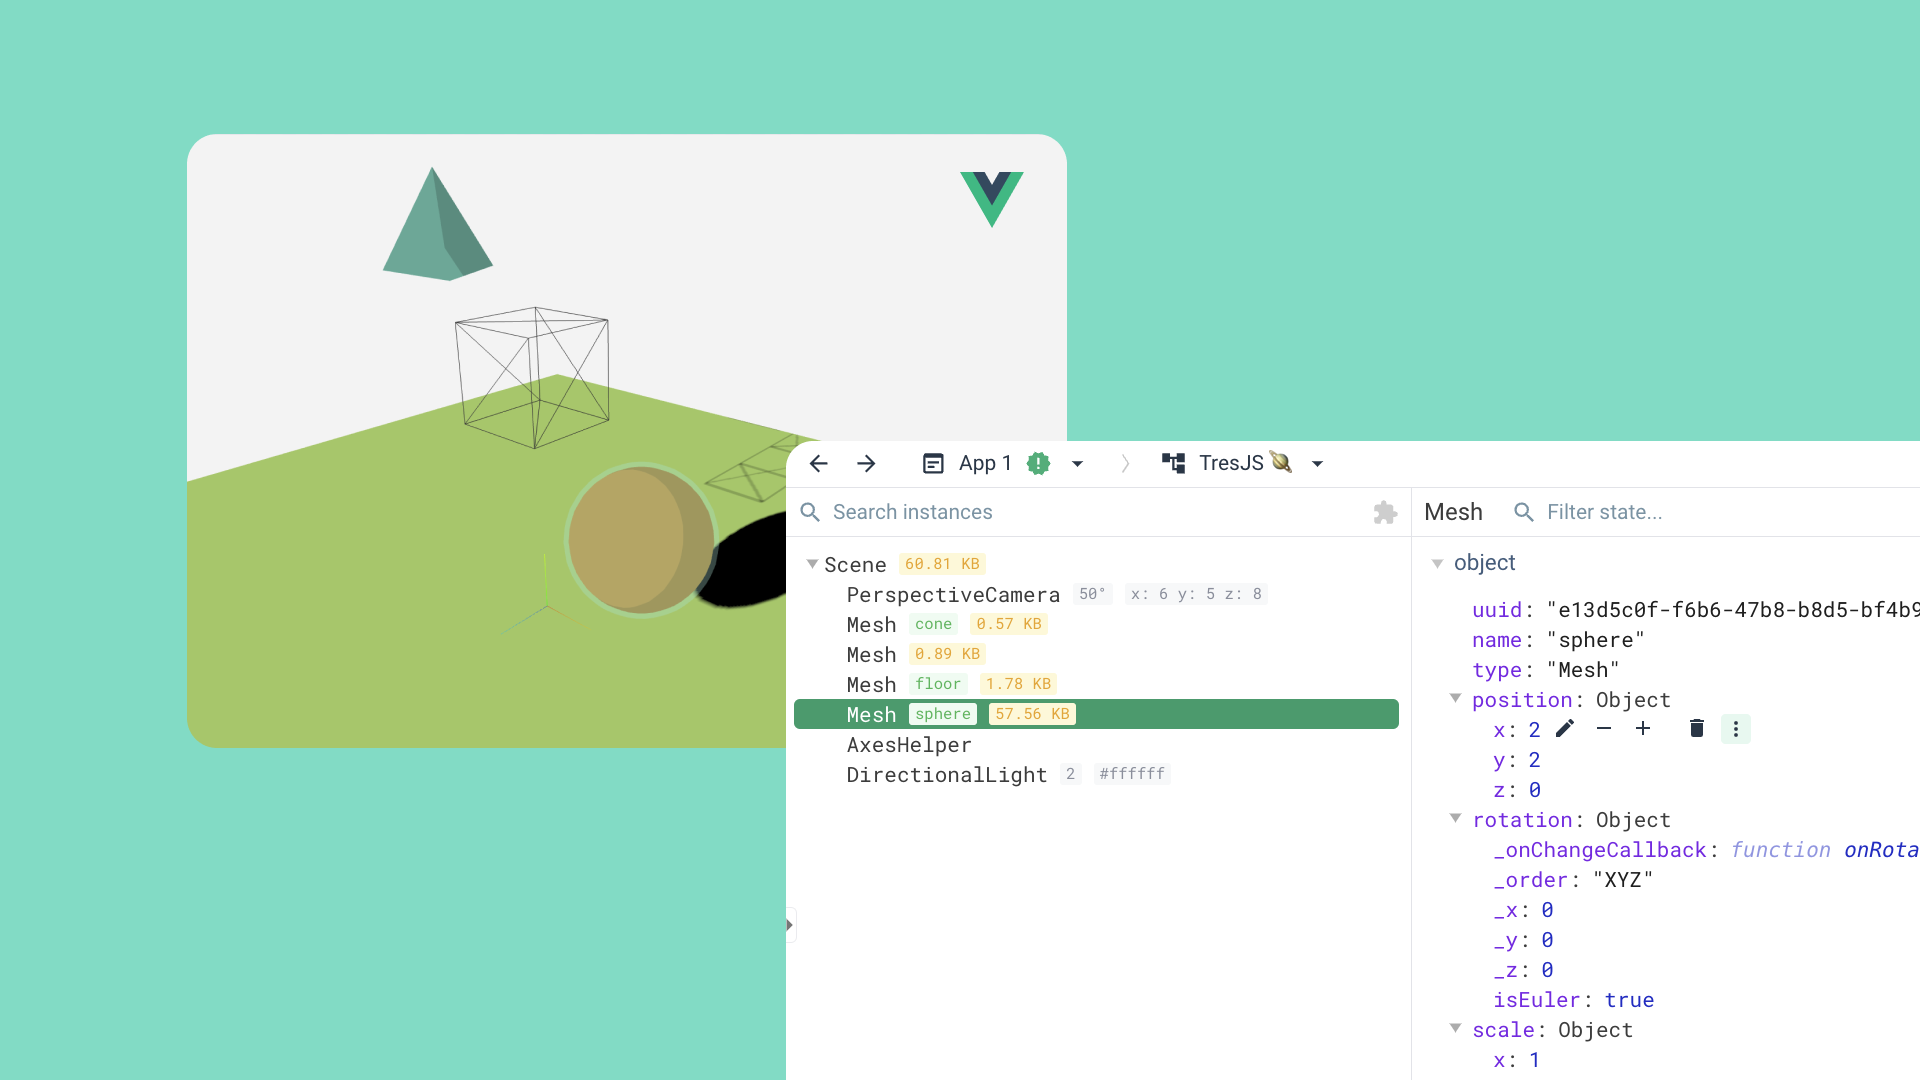 App 1 TresJS
Search instances
Scene 60.81 KB
PerspectiveCamera 50° x: 6 y: 5 z: 8
Mesh cone 0.57 KB
Mesh 0.89 KB
Mesh floor 1.78 KB
Mesh sphere 57.56 KB
AxesHelper
DirectionalLight 2 #ffffff
Mesh Filter state...
object
uuid: "e13d5c0f-f6b6-47b8-b8d5-bf4b9
name: "sphere"
type: "Mesh"
position: Object
x: 2
y: 2
z: 0
rotation: Object
_onChangeCallback: function onRota
_order: "XYZ"
_x: 0
_y: 0
_z: 0
isEuler: true
scale: Object
x: 1